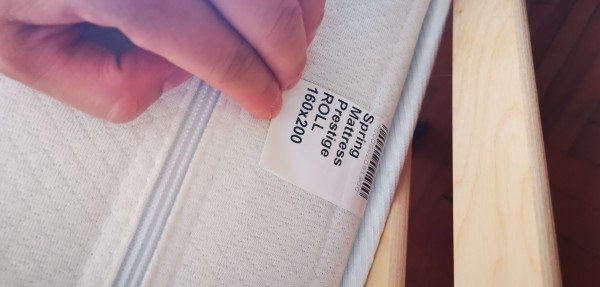 Spring
Mattress
Prestige
ROLL
160x200